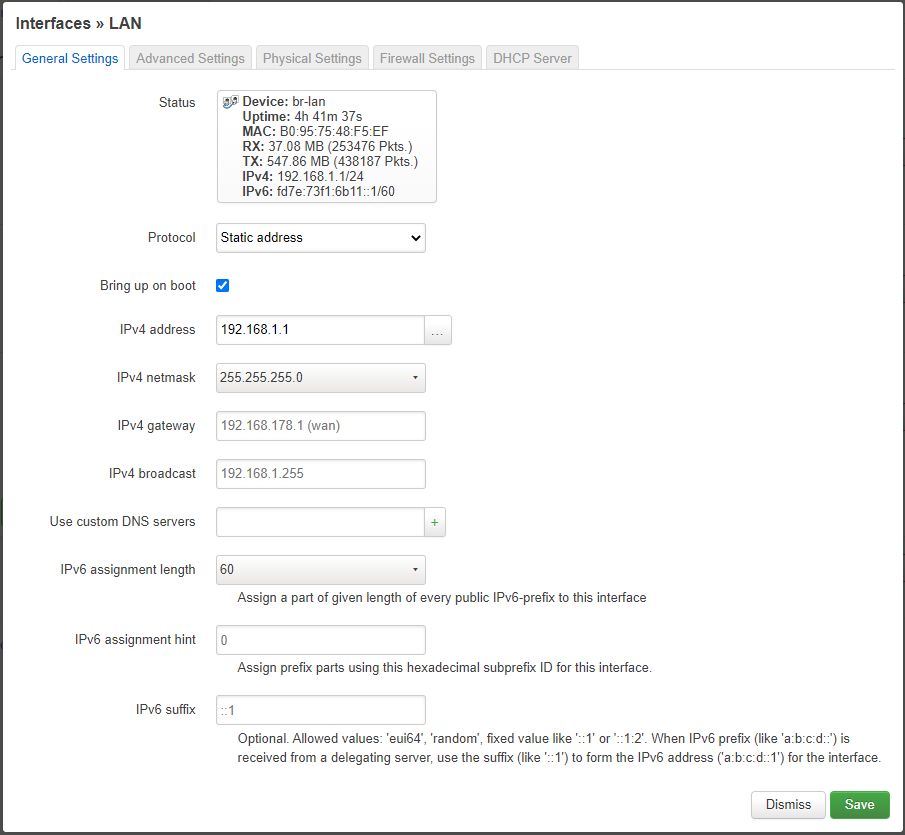 Interfaces » LAN
General Settings
Advanced Settings
Physical Settings
Firewall Settings
DHCP Server
Status
Device: br-lan
Uptime: 4h 41m 37s
MAC: B0:95:75:48:F5:EF
RX: 37.08 MB (253476 Pkts.)
TX: 547.86 MB (438187 Pkts.)
IPv4: 192.168.1.1/24
IPv6: fd7e:73f1:6b11::1/60
Protocol
Static address
Bring up on boot
IPv4 address
192.168.1.1
...
IPv4 netmask
255.255.255.0
IPv4 gateway
192.168.178.1 (wan)
IPv4 broadcast
192.168.1.255
Use custom DNS servers
+
IPv6 assignment length
60
Assign a part of given length of every public IPv6-prefix to this interface
IPv6 assignment hint
0
Assign prefix parts using this hexadecimal subprefix ID for this interface.
IPv6 suffix
::1
Optional. Allowed values: 'eui64', 'random', fixed value like '::1' or '::1:2'. When IPv6 prefix (like 'a:b:c:d::') is
received from a delegating server, use the suffix (like '::1') to form the IPv6 address ('a:b:c:d::1') for the interface.
Dismiss
Save